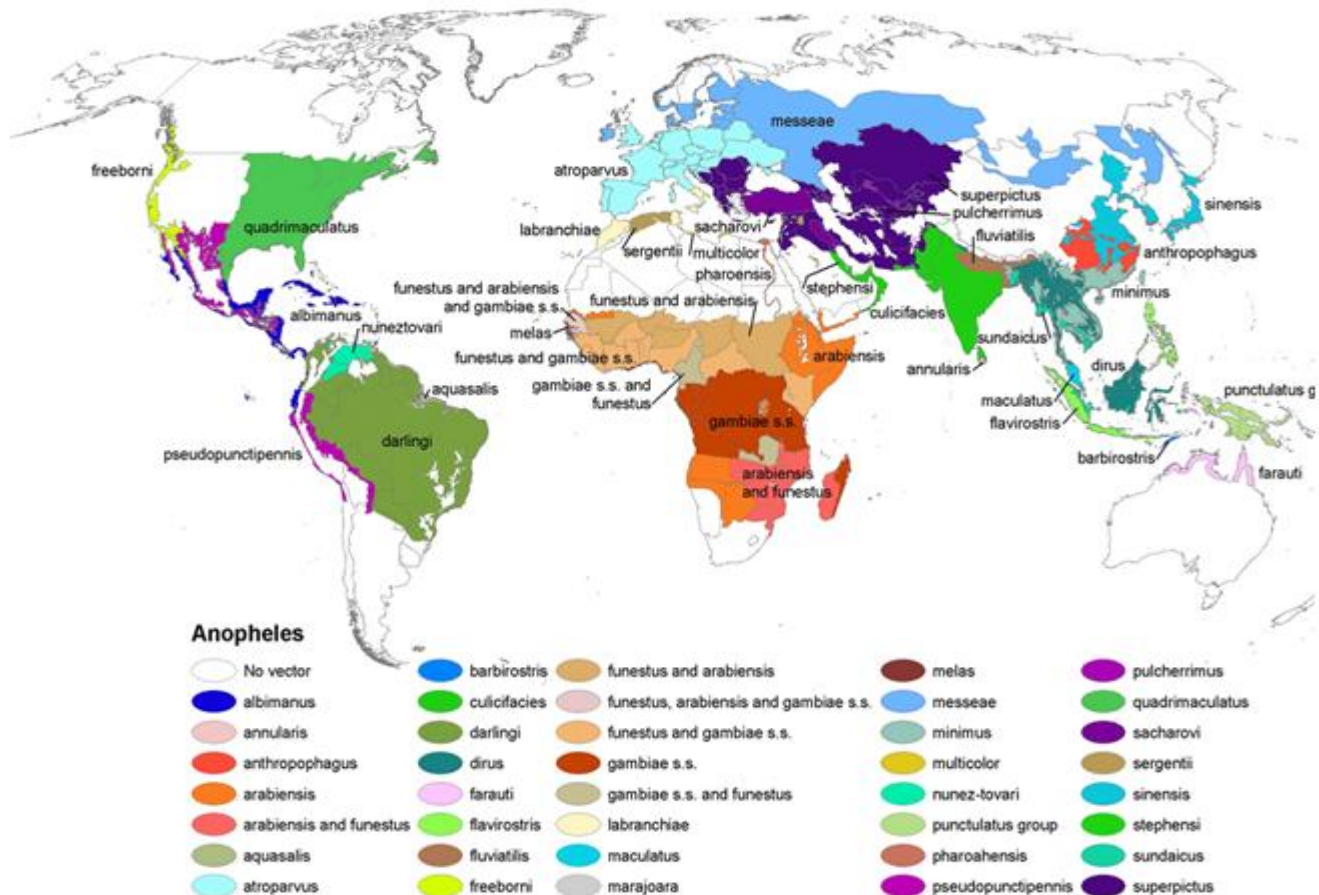 messeae
freeborni
atroparvus
superpictus
sinensis
pulcherrimus
quadrimaculatus
labranchiae
sacharovi
fluviatilis
sergentii
multicolor
anthropophagus
pharoensis
stephensi
minimus
funestus and arabiensis
and gambiae s.s.
funestus and arabiensis
albimanus
culicifacies
nuneztovari
melas
sundaicus
funestus and gambiae s.s.
arabiensis
annularis
dirus
aquasalis
gambiae s.s. and
funestus
maculatus
punctulatus g
flavirostris
darlingi
gambiae s.s.
pseudopunctipennis
barbirostris
arabiensis
and funestus
farauti
Anopheles
No vector
albimanus
annularis
anthropophagus
arabiensis
arabiensis and funestus
aquasalis
atroparvus
barbirostris
culicifacies
darlingi
dirus
farauti
flavirostris
fluviatilis
freeborni
funestus and arabiensis
funestus, arabiensis and gambiae s.s.
funestus and gambiae s.s.
gambiae s.s.
gambiae s.s. and funestus
labranchiae
maculatus
marajoara
melas
messeae
minimus
multicolor
nunez-tovari
punctulatus group
pharoahensis
pseudopunctipennis
pulcherrimus
quadrimaculatus
sacharovi
sergentii
sinensis
stephensi
sundaicus
superpictus